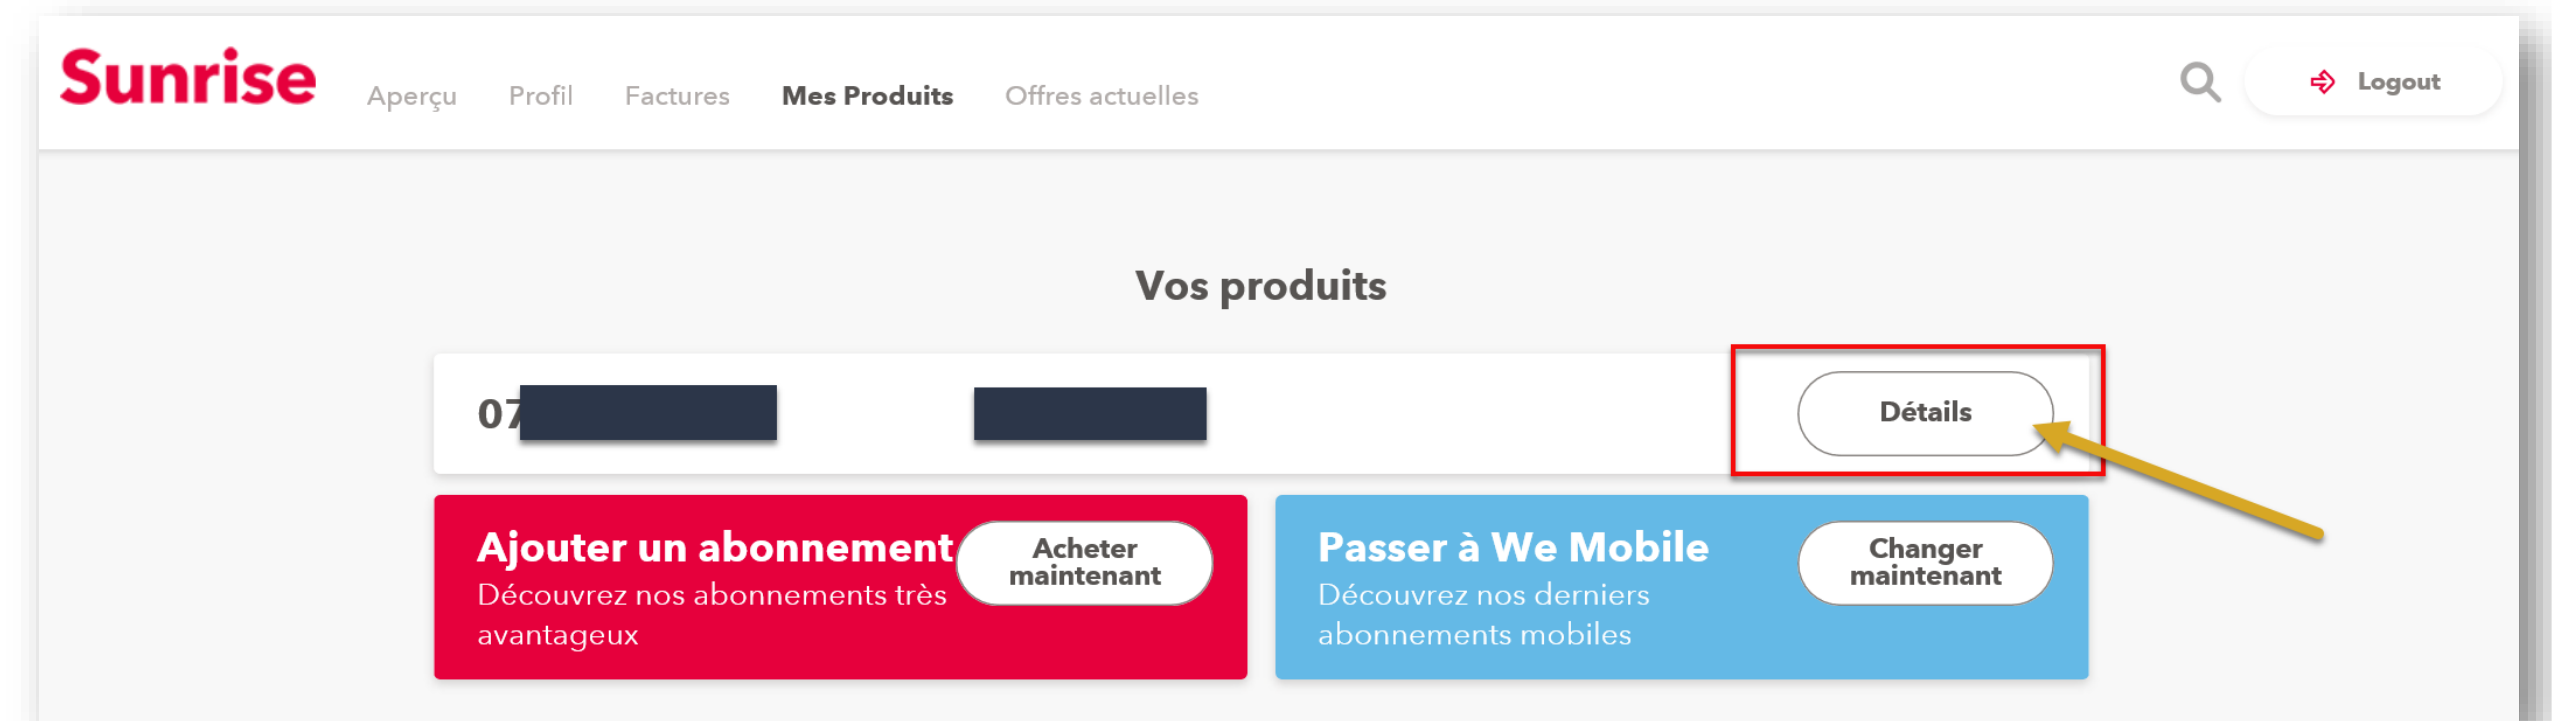 Sunrise Aperçu Profil Factures Mes Produits Offres actuelles Logout
Vos produits
07
Détails
Ajouter un abonnement
Découvrez nos abonnements très
avantageux
Acheter
maintenant
Passer à We Mobile
Découvrez nos derniers
abonnements mobiles
Changer
maintenant